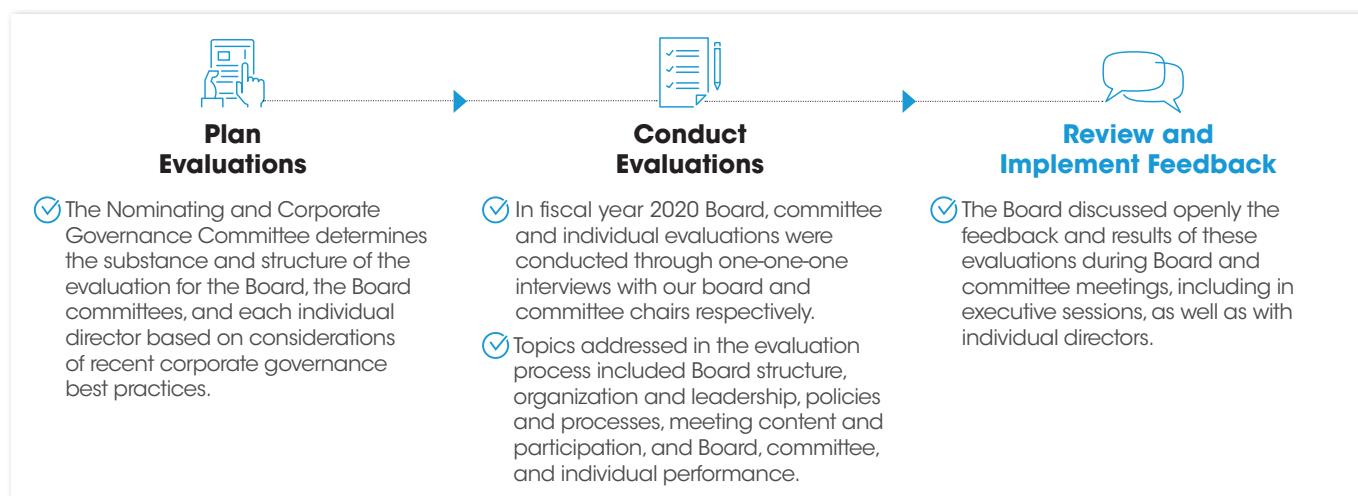 Plan
Evaluations
The Nominating and Corporate
Governance Committee determines
the substance and structure of the
evaluation for the Board, the Board
committees, and each individual
director based on considerations
of recent corporate governance
best practices.
Conduct
Evaluations
In fiscal year 2020 Board, committee
and individual evaluations were
conducted through one-one-one
interviews with our board and
committee chairs respectively.
Topics addressed in the evaluation
process included Board structure,
organization and leadership, policies
and processes, meeting content and
participation, and Board, committee,
and individual performance.
Review and
Implement Feedback
The Board discussed openly the
feedback and results of these
evaluations during Board and
committee meetings, including in
executive sessions, as well as with
individual directors.